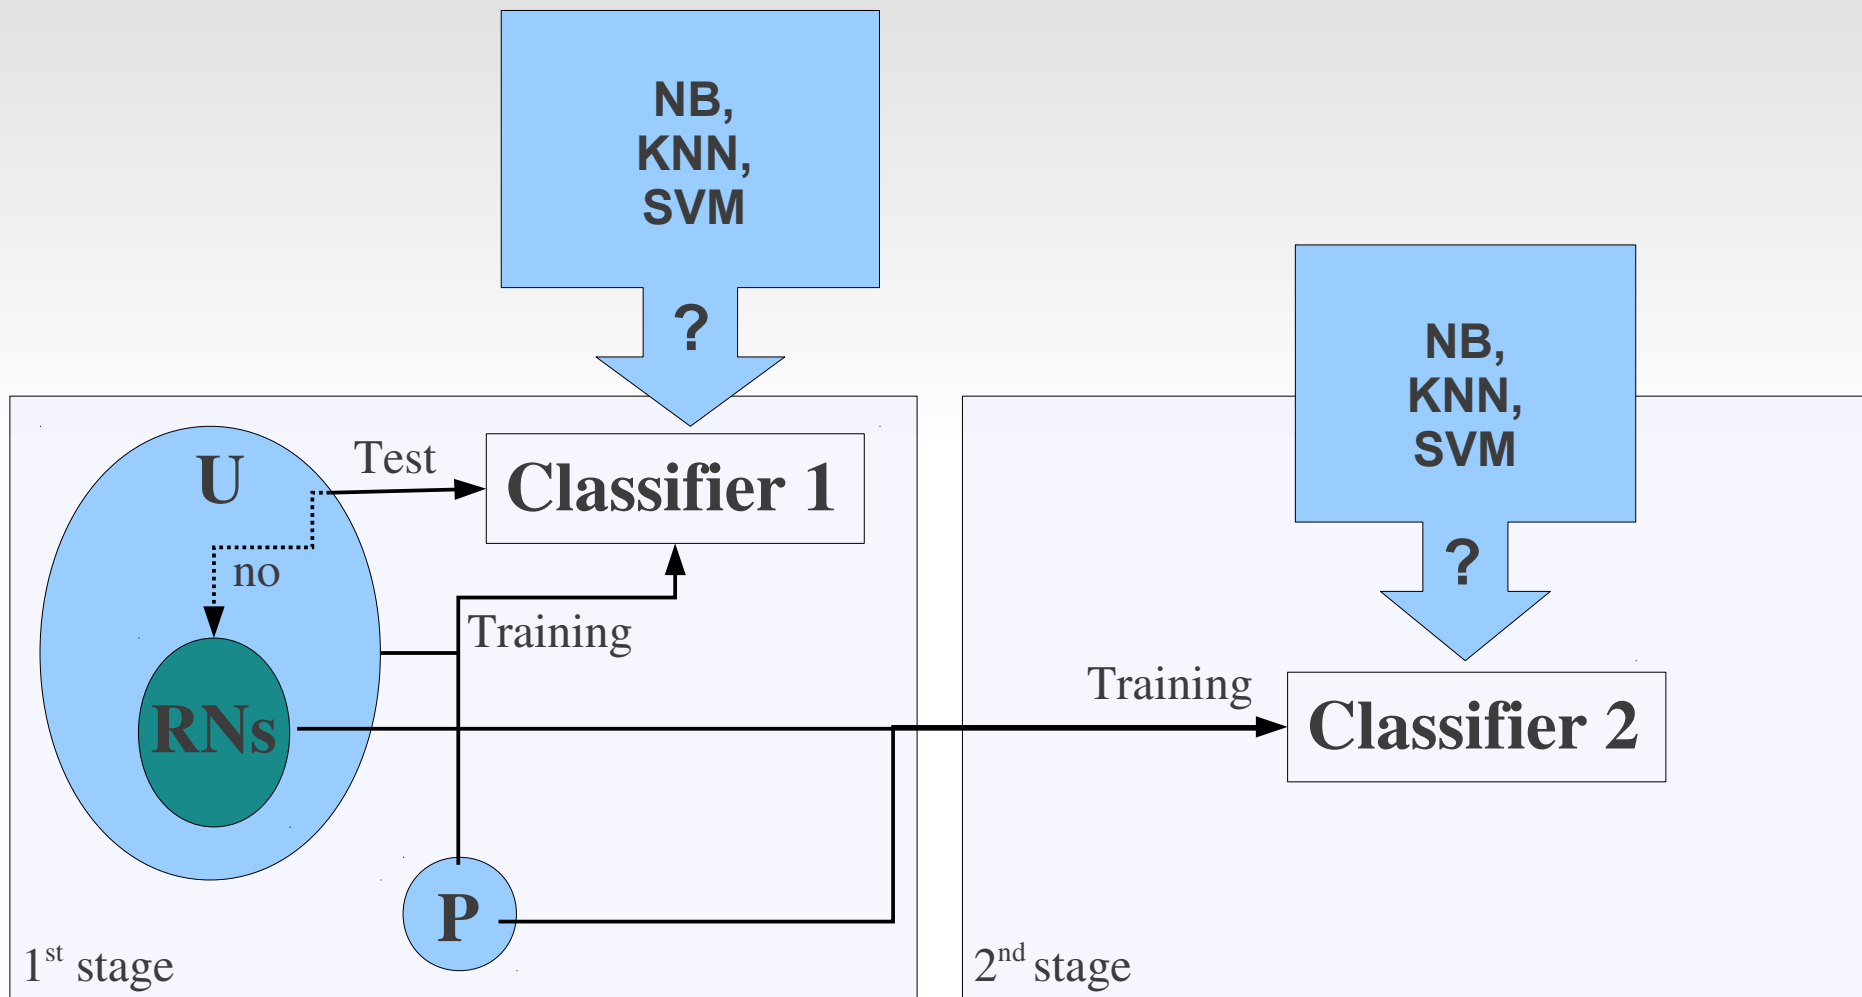 NB,
KNN,
SVM
?
NB,
KNN,
SVM
?
U
Test
Classifier 1
no
Training
RNs
Training
Classifier 2
P
1st stage
2nd stage